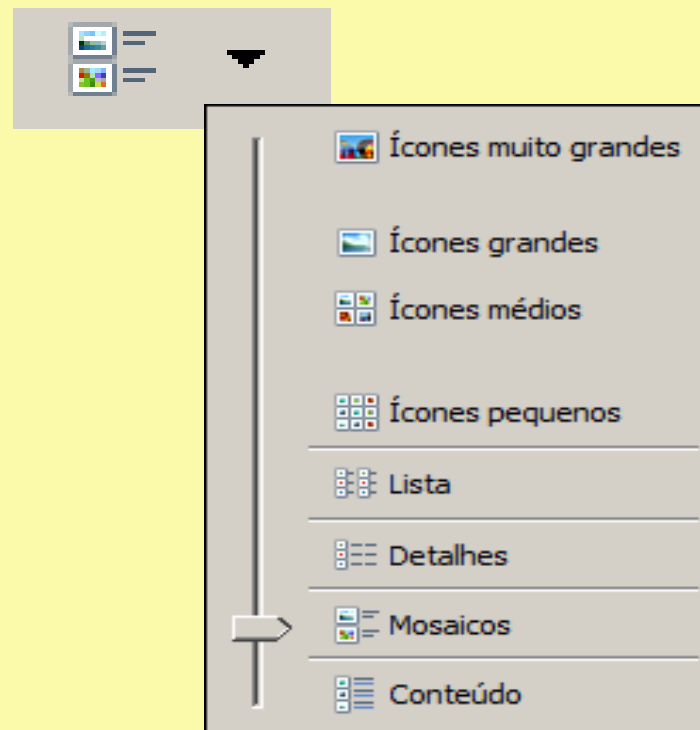 Ícones muito grandes
Ícones grandes
Ícones médios
Ícones pequenos
Lista
Detalhes
Mosaicos
Conteúdo